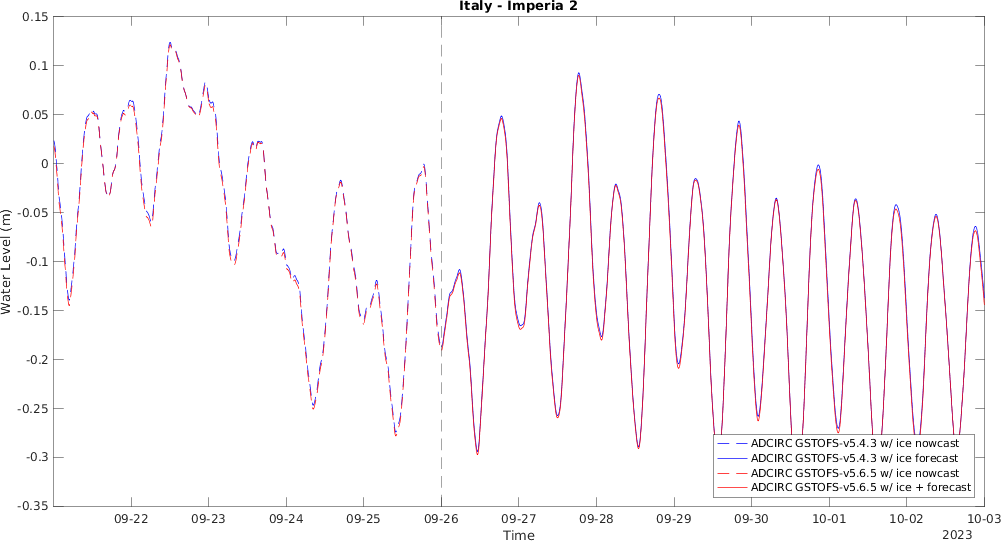 Italy - Imperia 2
Water Level (m)
0.15
0.1
0.05
0
-0.05
-0.1
-0.15
-0.2
-0.25
-0.3
-0.35
ADCIRC GSTOFS-v5.4.3 w/ ice nowcast
ADCIRC GSTOFS-v5.4.3 w/ ice forecast
ADCIRC GSTOFS-v5.6.5 w/ ice nowcast
ADCIRC GSTOFS-v5.6.5 w/ ice + forecast
09-22 09-23 09-24 09-25 09-26 09-27 09-28 09-29 09-30 10-01 10-02 10-03
Time
2023